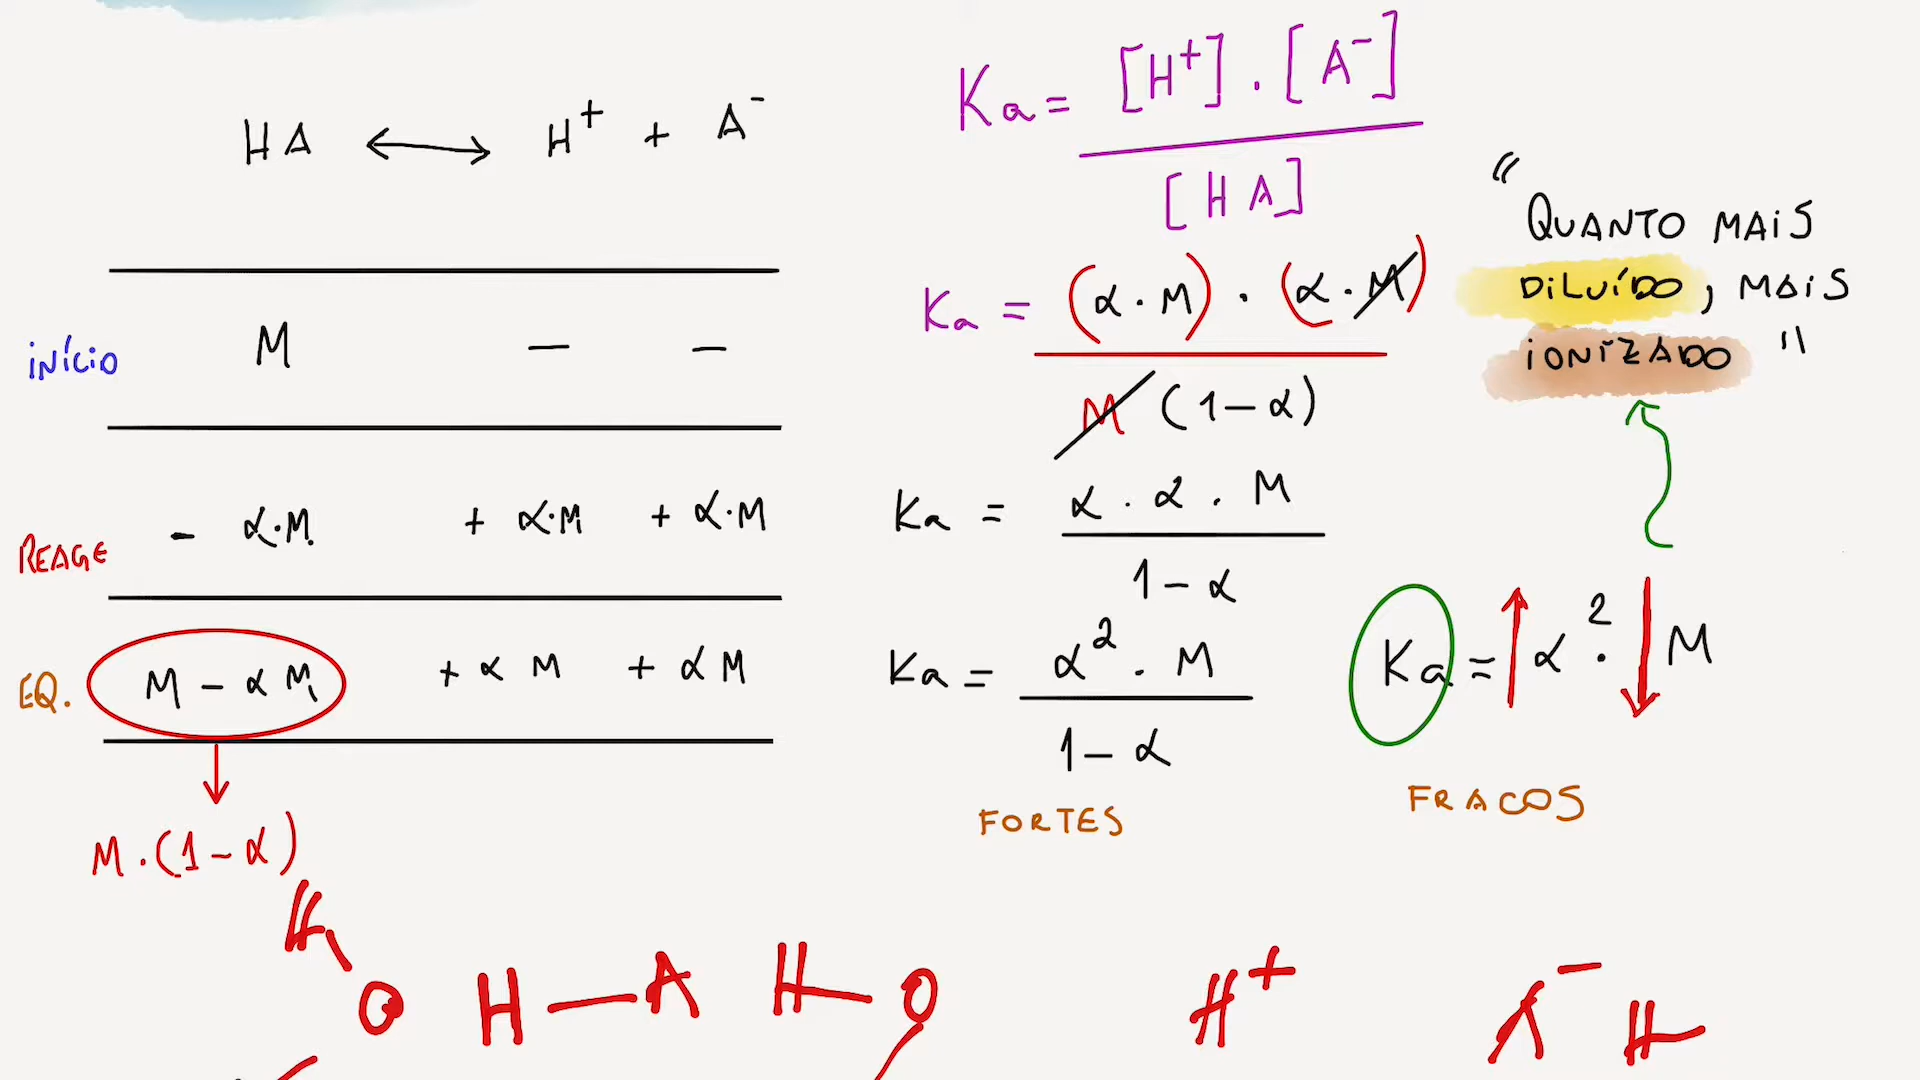 HA ⟷ H⁺ + A⁻
INÍCIO M — —
REAGE - α·M + α·M + α·M
EQ. M - α M + α M + α M
M.(1-α)
Ka = [H⁺].[A⁻]
[HA]
Ka = (α·M).(α·M)
M (1-α)
Ka = α.α.M
1-α
Ka = α².M
1-α
FORTES
"QUANTO MAIS
DILUÍDO, MAIS
IONIZADO"
Ka = α².M
FRACOS
H
O H—A H—O H⁺ A⁻ H